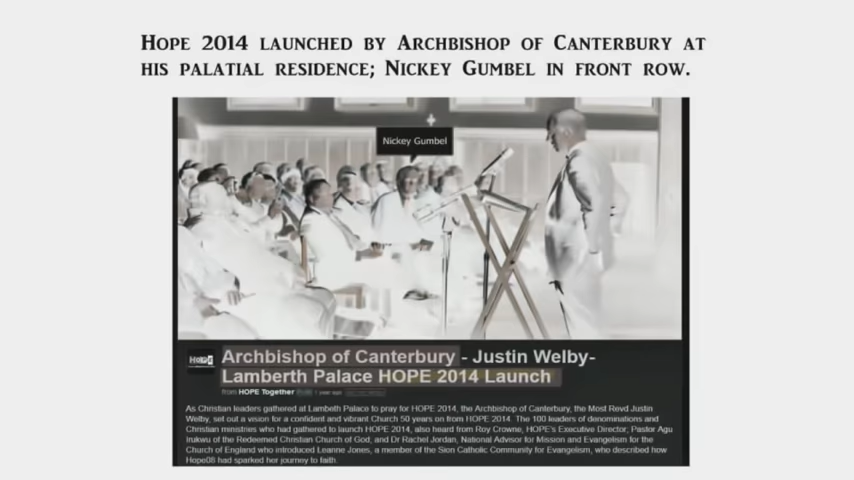 Hope 2014 launched by Archbishop of Canterbury at
his palatial residence; Nickey Gumbel in front row.
Nickey Gumbel
Archbishop of Canterbury - Justin Welby-
Lamberth Palace HOPE 2014 Launch
from HOPE Together 1 year ago
As Christian leaders gathered at Lambeth Palace to pray for HOPE 2014, the Archbishop of Canterbury, the Most Revd Justin
Welby, set out a vision for a confident and vibrant Church 50 years on from HOPE 2014. The 100 leaders of denominations and
Christian ministries who had gathered to launch HOPE 2014, also heard from Roy Crowne, HOPE's Executive Director; Pastor Agu
Irukwu of the Redeemed Christian Church of God; and Dr Rachel Jordan, National Advisor for Mission and Evangelism for the
Church of England who introduced Leanne Jones, a member of the Sion Catholic Community for Evangelism, who described how
Hope08 had sparked her journey to faith.